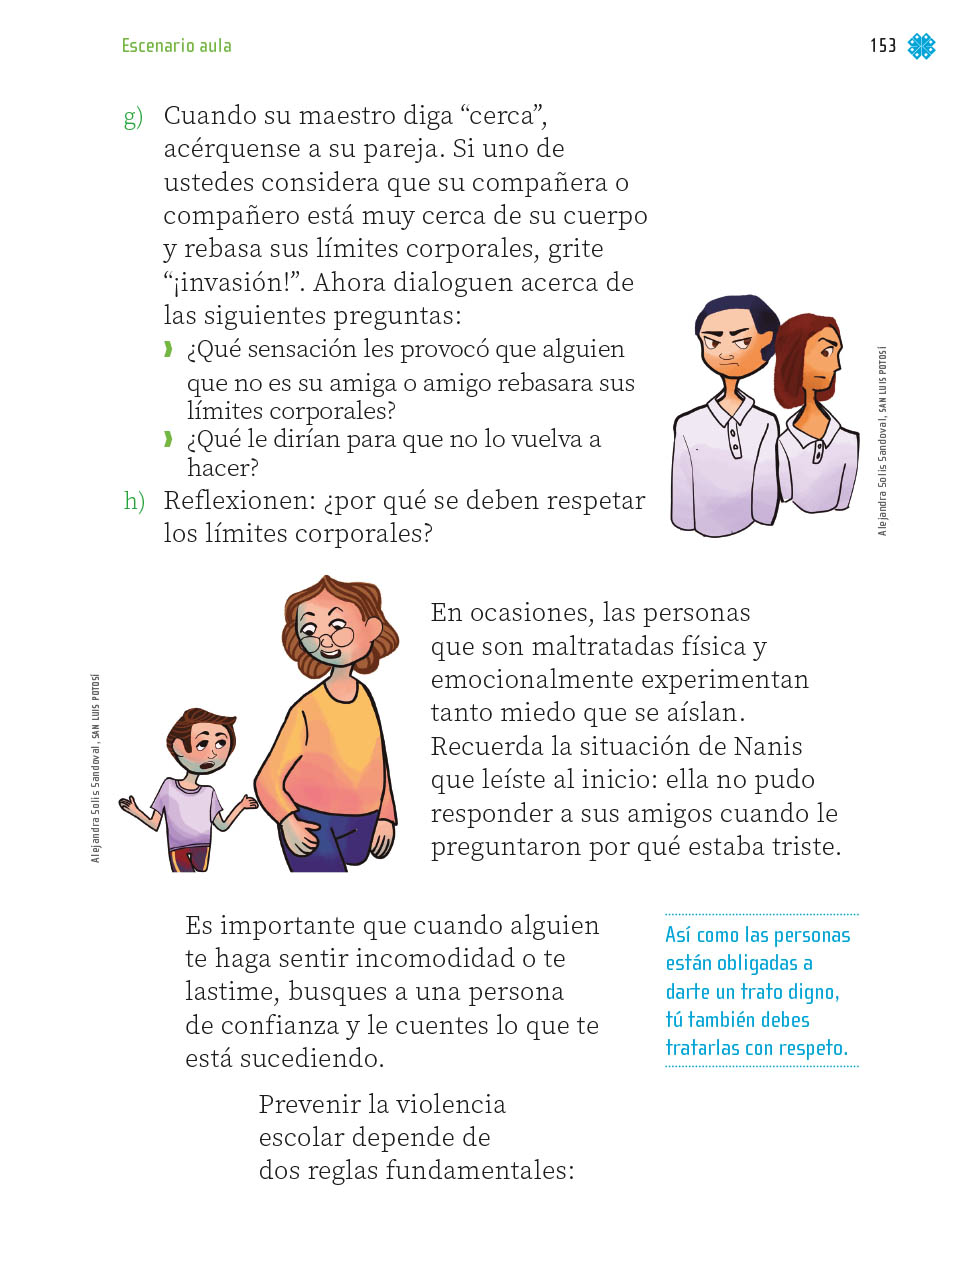 Escenario aula
153
g) Cuando su maestro diga “cerca”,
acérquense a su pareja. Si uno de
ustedes considera que su compañera o
compañero está muy cerca de su cuerpo
y rebasa sus límites corporales, grite
“¡invasión!”. Ahora dialoguen acerca de
las siguientes preguntas:
¿Qué sensación les provocó que alguien
que no es su amiga o amigo rebasara sus
límites corporales?
¿Qué le dirían para que no lo vuelva a
hacer?
h) Reflexionen: ¿por qué se deben respetar
los límites corporales?
Alejandra Solís Sandoval, SAN LUIS POTOSÍ
Alejandra Solís Sandoval, SAN LUIS POTOSÍ
En ocasiones, las personas
que son maltratadas física y
emocionalmente experimentan
tanto miedo que se aíslan.
Recuerda la situación de Nanis
que leíste al inicio: ella no pudo
responder a sus amigos cuando le
preguntaron por qué estaba triste.
Es importante que cuando alguien
te haga sentir incomodidad o te
lastime, busques a una persona
de confianza y le cuentes lo que te
está sucediendo.
Así como las personas
están obligadas a
darte un trato digno,
tú también debes
tratarlas con respeto.
Prevenir la violencia
escolar depende de
dos reglas fundamentales: